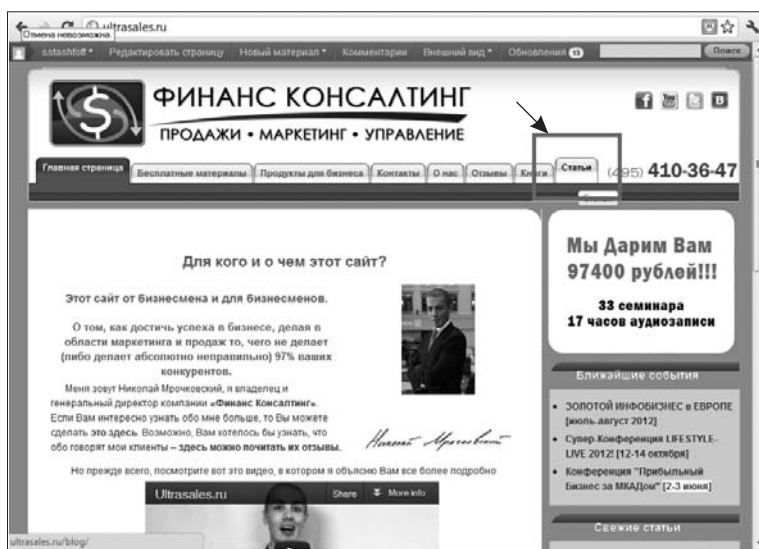 ultrasales.ru
Отмена невозможна
sstashfoff Редактировать страницу Новый материал Комментарии Внешний вид Обновления 15 Поиск
ФИНАНС КОНСАЛТИНГ
ПРОДАЖИ • МАРКЕТИНГ • УПРАВЛЕНИЕ
Главная страница Бесплатные материалы Продукты для бизнеса Контакты О нас Отзывы Книги Статьи (495) 410-36-47
Для кого и о чем этот сайт?
Этот сайт от бизнесмена и для бизнесменов.
О том, как достичь успеха в бизнесе, делая в
области маркетинга и продаж то, чего не делает
(либо делает абсолютно неправильно) 97% ваших
конкурентов.
Меня зовут Николай Мрочковский, я владелец и
генеральный директор компании «Финанс Консалтинг».
Если Вам интересно узнать обо мне больше, то Вы можете
сделать это здесь. Возможно, Вам хотелось бы узнать, что
обо говорят мои клиенты – здесь можно почитать их отзывы.
Но прежде всего, посмотрите вот это видео, в котором я объясню Вам все более подробно
Ultrasales.ru Share More info
ultrasales.ru/blog/
Мы Дарим Вам
97400 рублей!!!
33 семинара
17 часов аудиозаписи
Ближайшие события
• ЗОЛОТОЙ ИНФОБИЗНЕС в ЕВРОПЕ
[июль-август 2012]
• Супер-Конференция LIFESTYLE-
LIVE 2012! [12-14 октября]
• Конференция "Прибыльный
Бизнес за МКАДом" [2-3 июня]
Свежие статьи